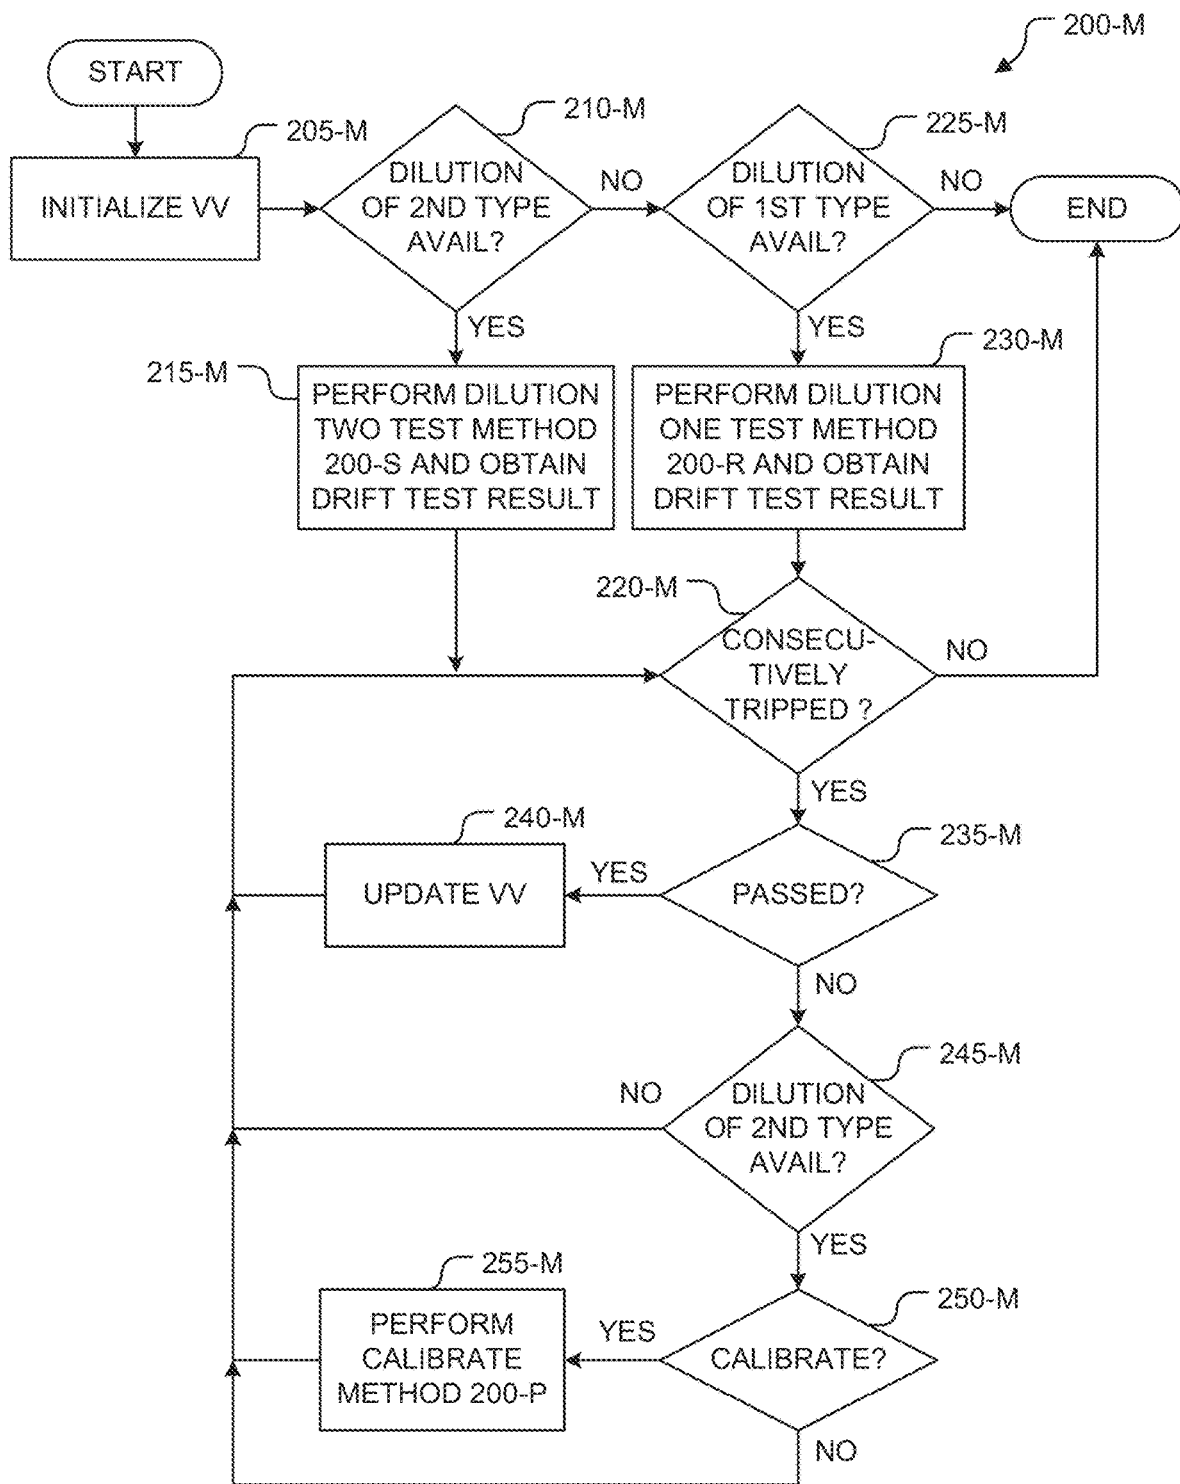 200-M
START
205-M
INITIALIZE VV
210-M
DILUTION
OF 2ND TYPE
AVAIL?
NO
YES
225-M
DILUTION
OF 1ST TYPE
AVAIL?
NO
YES
END
215-M
PERFORM DILUTION
TWO TEST METHOD
200-S AND OBTAIN
DRIFT TEST RESULT
230-M
PERFORM DILUTION
ONE TEST METHOD
200-R AND OBTAIN
DRIFT TEST RESULT
220-M
CONSECU-
TIVELY
TRIPPED ?
NO
YES
235-M
PASSED?
YES
NO
240-M
UPDATE VV
245-M
DILUTION
OF 2ND TYPE
AVAIL?
NO
YES
250-M
CALIBRATE?
YES
NO
255-M
PERFORM
CALIBRATE
METHOD 200-P